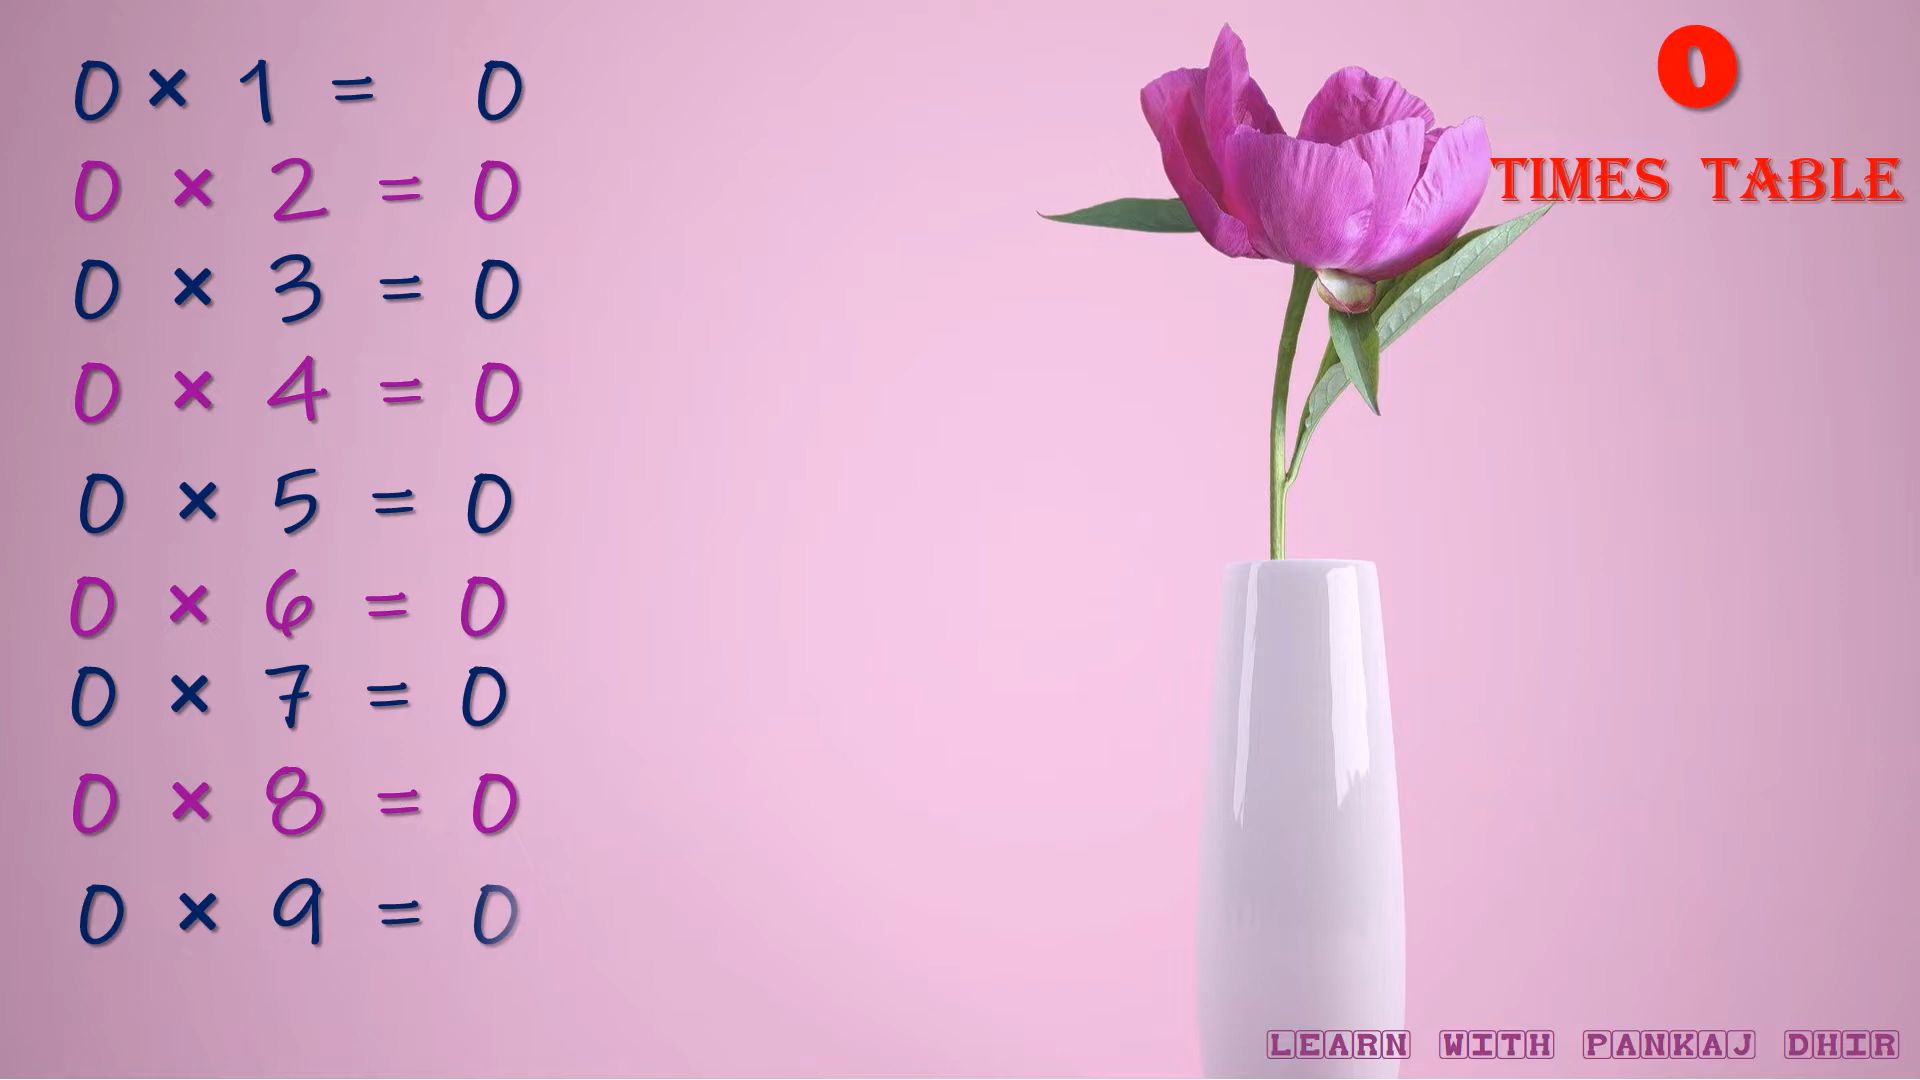 0 × 1 = 0
0 × 2 = 0
0 × 3 = 0
0 × 4 = 0
0 × 5 = 0
0 × 6 = 0
0 × 7 = 0
0 × 8 = 0
0 × 9 = 0
0
TIMES TABLE
LEARN WITH PANKAJ DHIR